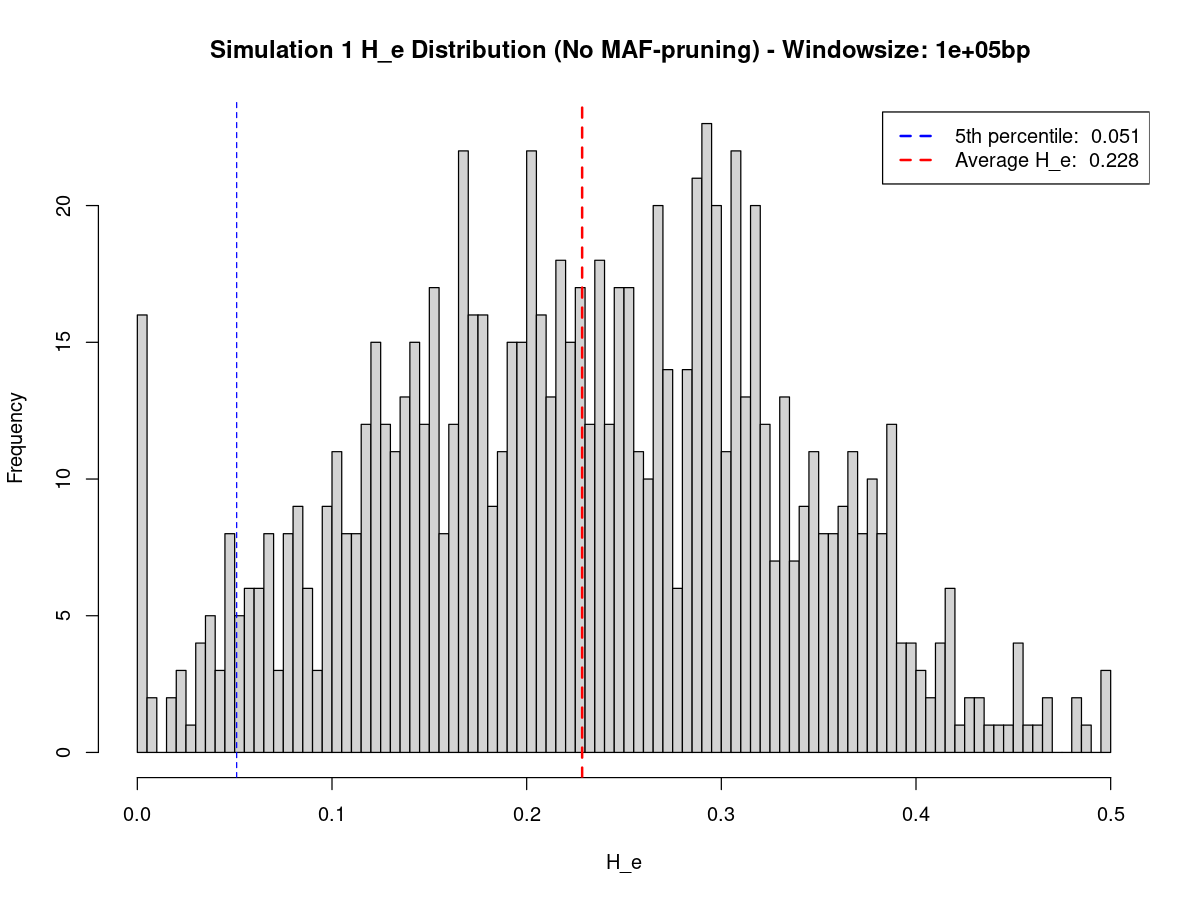 Simulation 1 H_e Distribution (No MAF-pruning) - Windowsize: 1e+05bp
5th percentile: 0.051
Average H_e: 0.228
Frequency
20
15
10
5
0
0.0 0.1 0.2 0.3 0.4 0.5
H_e